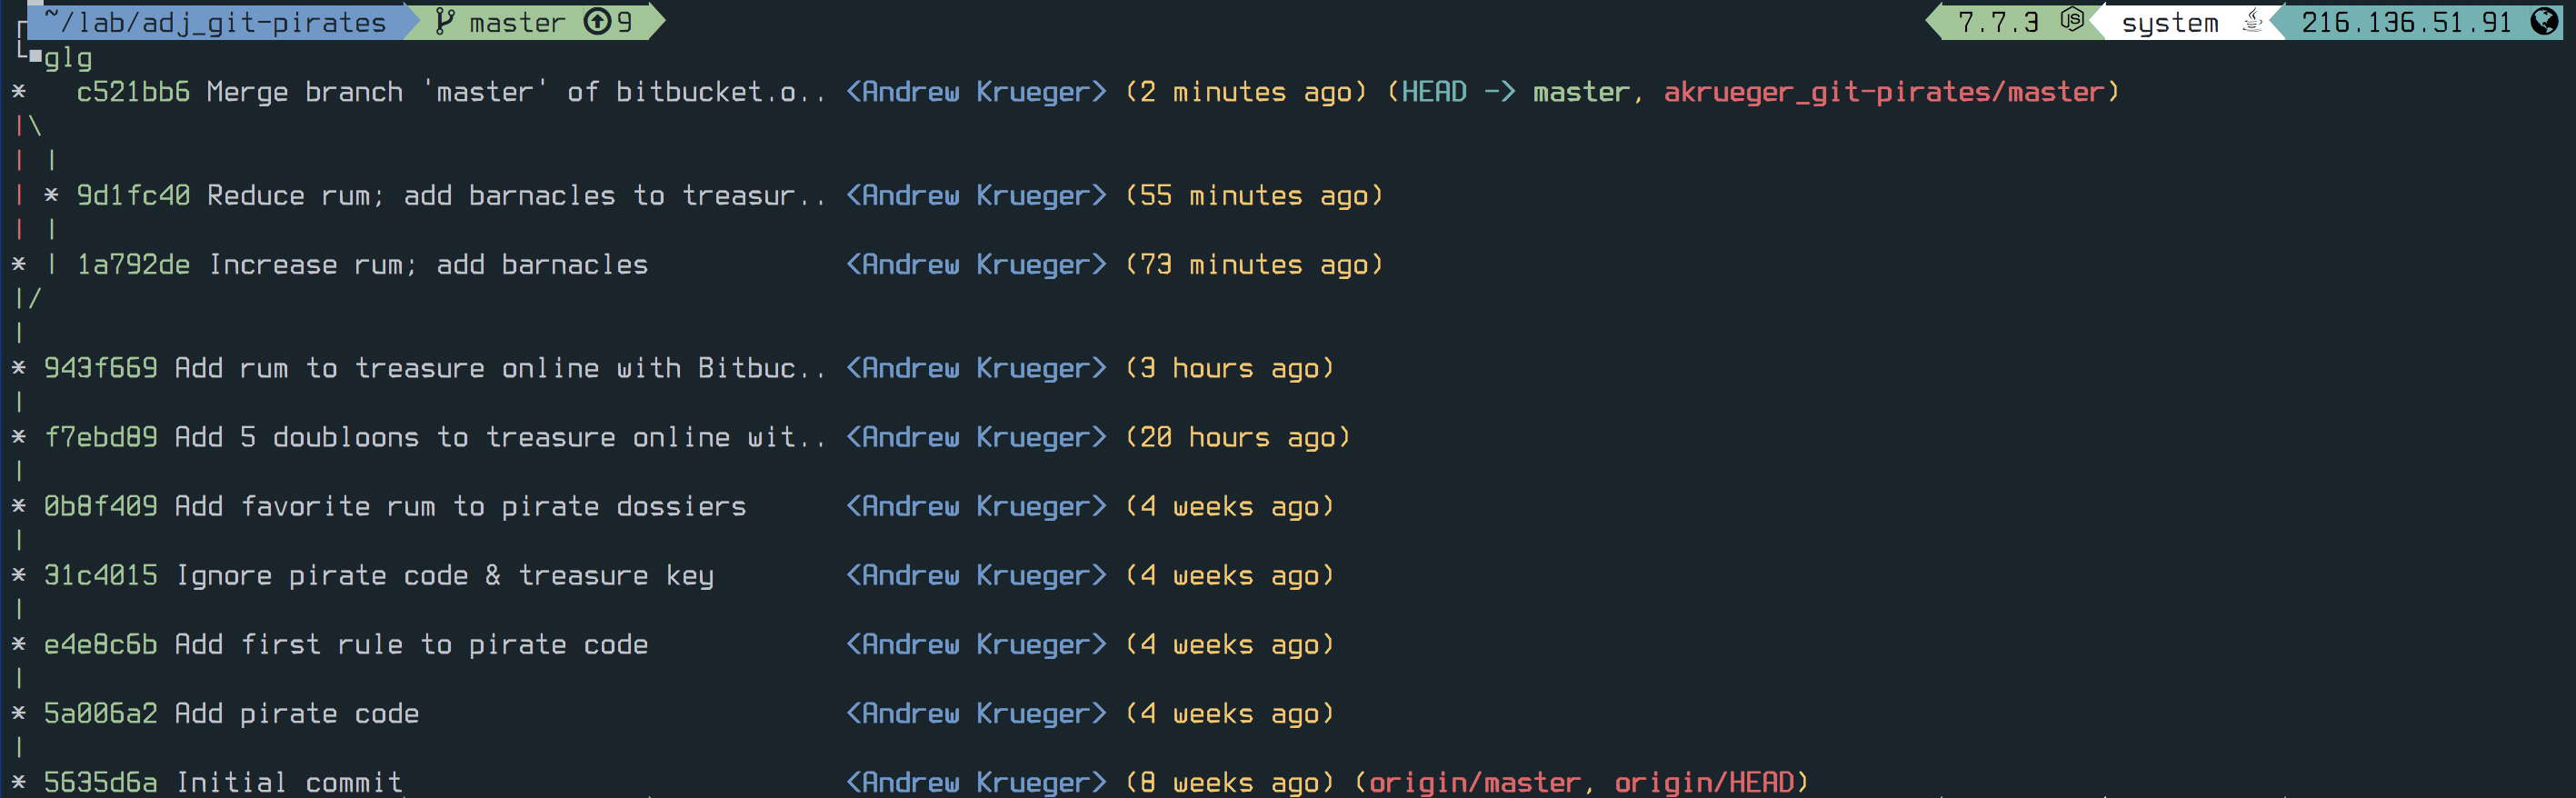 ~/lab/adj_git-pirates master 9 7.7.3 system 216.136.51.91
glg
* c521bb6 Merge branch 'master' of bitbucket.o.. <Andrew Krueger> (2 minutes ago) (HEAD -> master, akrueger_git-pirates/master)
|\
| |
| * 9d1fc40 Reduce rum; add barnacles to treasur.. <Andrew Krueger> (55 minutes ago)
| |
* | 1a792de Increase rum; add barnacles <Andrew Krueger> (73 minutes ago)
|/
|
* 943f669 Add rum to treasure online with Bitbuc.. <Andrew Krueger> (3 hours ago)
|
* f7ebd89 Add 5 doubloons to treasure online wit.. <Andrew Krueger> (20 hours ago)
|
* 0b8f409 Add favorite rum to pirate dossiers <Andrew Krueger> (4 weeks ago)
|
* 31c4015 Ignore pirate code & treasure key <Andrew Krueger> (4 weeks ago)
|
* e4e8c6b Add first rule to pirate code <Andrew Krueger> (4 weeks ago)
|
* 5a006a2 Add pirate code <Andrew Krueger> (4 weeks ago)
|
* 5635d6a Initial commit <Andrew Krueger> (8 weeks ago) (origin/master, origin/HEAD)